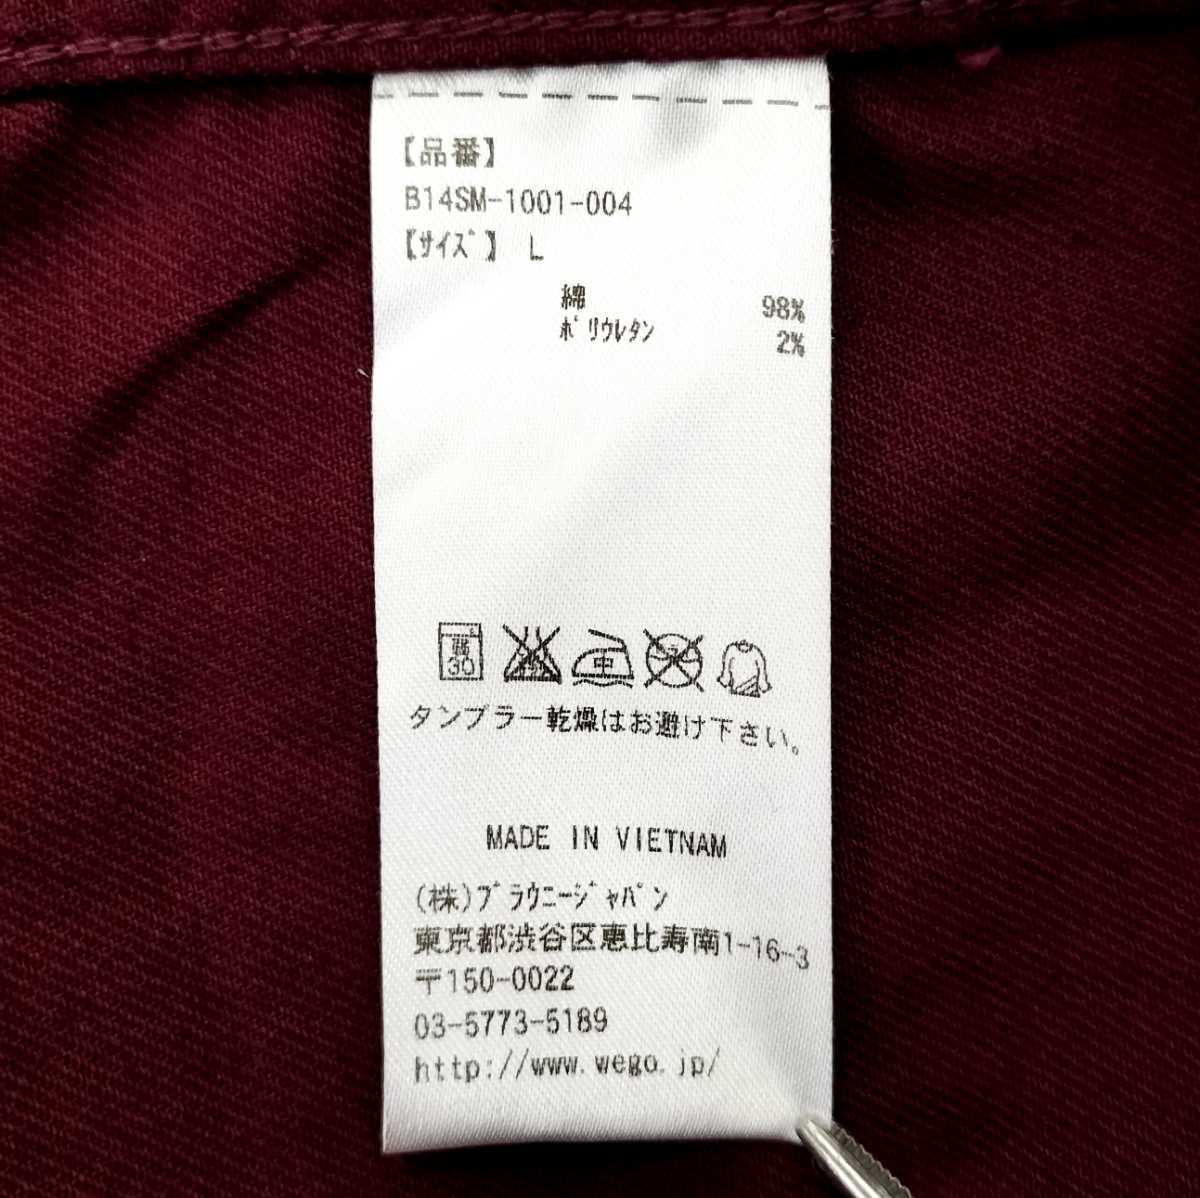 【品番】
B14SM-1001-004
【ｻｲｽﾞ】 L
綿 98%
ﾎﾟﾘｳﾚﾀﾝ 2%
弱
30
中
タンブラー乾燥はお避け下さい。
MADE IN VIETNAM
(株)ﾌﾞﾗｳﾆｰｼﾞｬﾊﾟﾝ
東京都渋谷区恵比寿南1-16-3
〒150-0022
03-5773-5189
http://www.wego.jp/